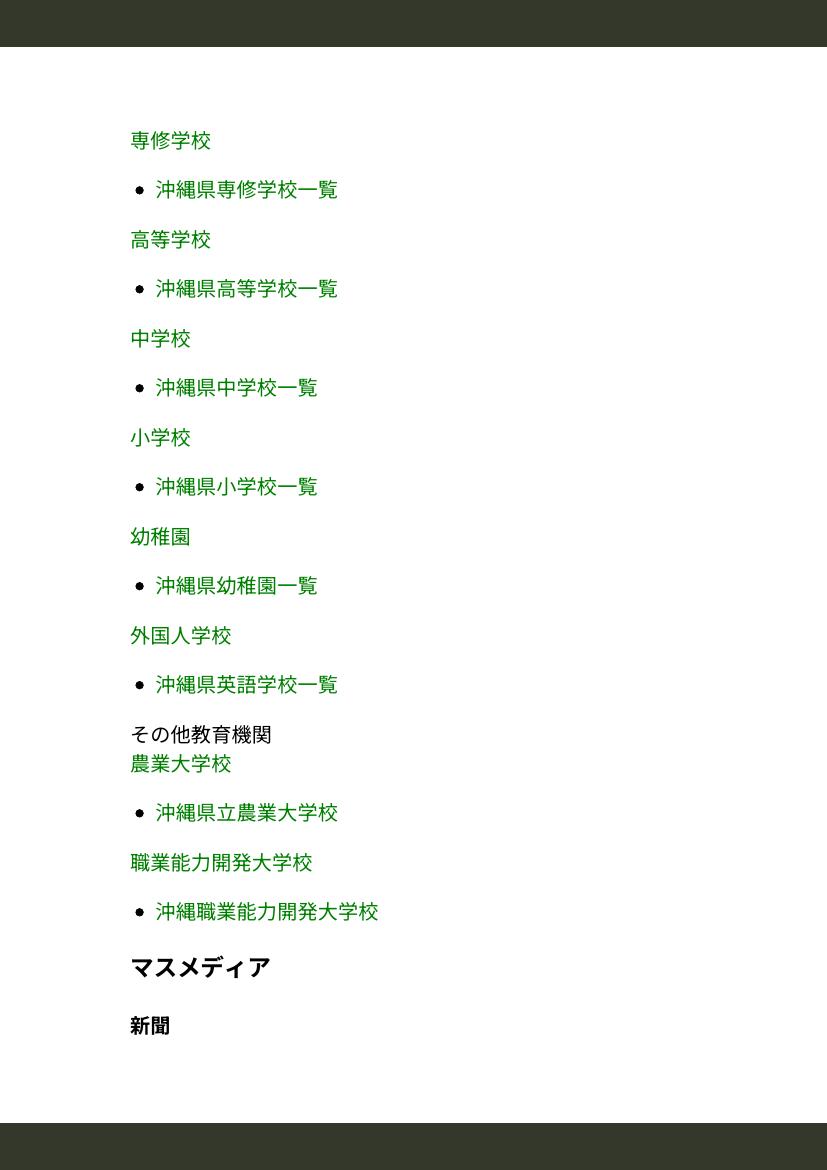 専修学校
• 沖縄県専修学校一覧
高等学校
• 沖縄県高等学校一覧
中学校
• 沖縄県中学校一覧
小学校
• 沖縄県小学校一覧
幼稚園
• 沖縄県幼稚園一覧
外国人学校
• 沖縄県英語学校一覧
その他教育機関
農業大学校
• 沖縄県立農業大学校
職業能力開発大学校
• 沖縄職業能力開発大学校
マスメディア
新聞